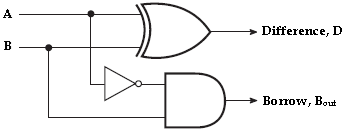 A
B
Difference, D
Borrow, Bout